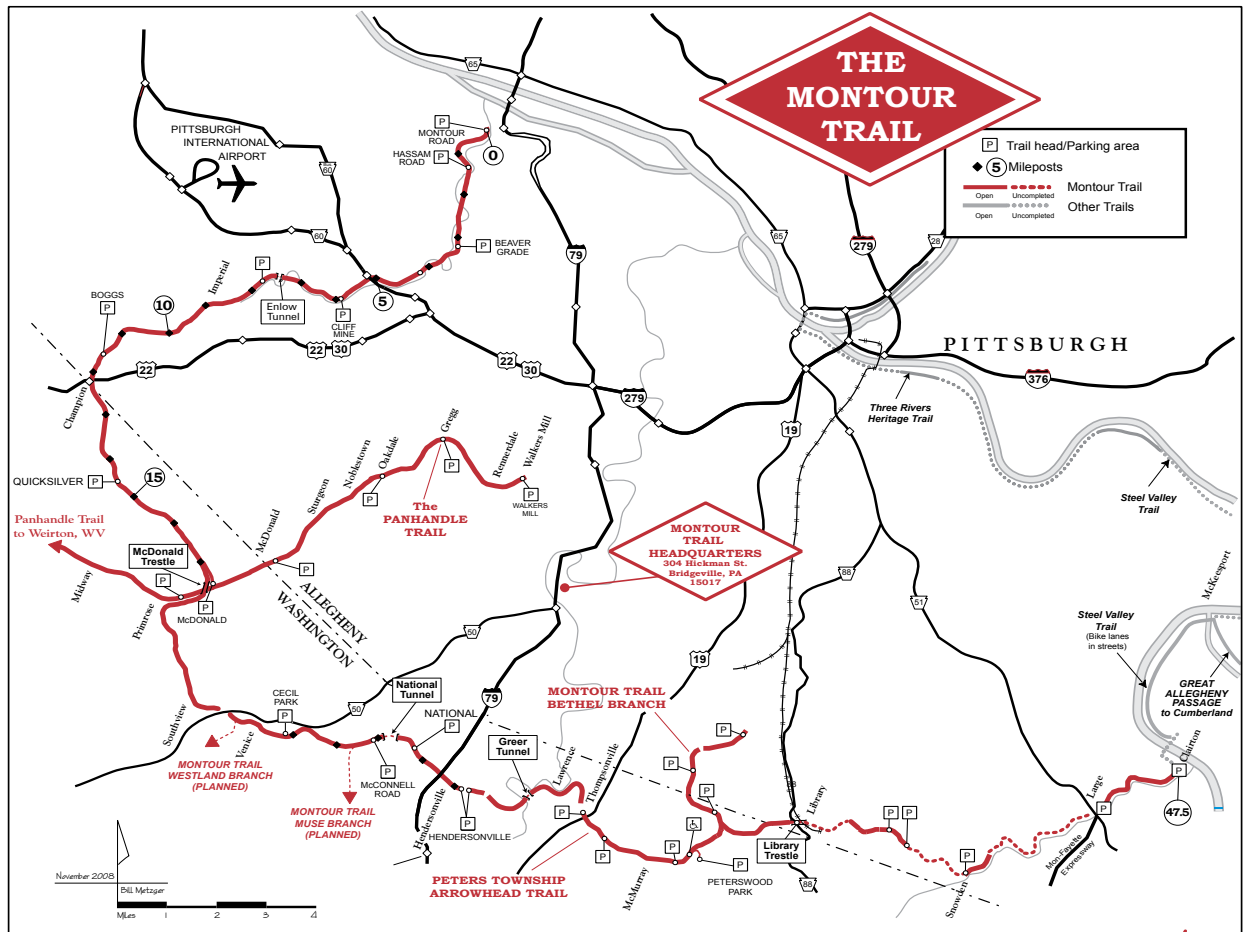 THE
MONTOUR
TRAIL
P Trail head/Parking area
5 Mileposts
Montour Trail
Open Uncompleted
Other Trails
Open Uncompleted
65
MONTOUR
ROAD
P
0
HASSAM
ROAD
P
PITTSBURGH
INTERNATIONAL
AIRPORT
60
60
P
BEAVER
GRADE
79
65
279
28
Imperial
P
Enlow
Tunnel
5
P
CLIFF
MINE
BOGGS
P
10
22
22
30
22
30
279
PITTSBURGH
376
Three Rivers
Heritage Trail
19
Champion
QUICKSILVER
P
15
Steel Valley
Trail
Gregg
P
Oakdale
P
Noblestown
Sturgeon
Rennerdale
Walkers Mill
P
WALKERS
MILL
The
PANHANDLE
TRAIL
Panhandle Trail
to Weirton, WV
McDonald
Trestle
McDonald
P
P
Midway
Primrose
P
McDONALD
ALLEGHENY
WASHINGTON
MONTOUR
TRAIL
HEADQUARTERS
304 Hickman St.
Bridgeville, PA
15017
88
51
McKeesport
Steel Valley
Trail
(Bike lanes
in streets)
GREAT
ALLEGHENY
PASSAGE
to Cumberland
50
19
79
50
National
Tunnel
NATIONAL
P
CECIL
PARK
P
Southview
Venice
MONTOUR TRAIL
WESTLAND BRANCH
(PLANNED)
MONTOUR TRAIL
MUSE BRANCH
(PLANNED)
P
McCONNELL
ROAD
Greer
Tunnel
Lawrence
Thompsonville
P
Hendersonville
P
P
HENDERSONVILLE
MONTOUR TRAIL
BETHEL BRANCH
P
P
P
P
P
P
PETERSWOOD
PARK
McMurray
PETERS TOWNSHIP
ARROWHEAD TRAIL
88
Library
Library
Trestle
88
P
P
P
Snowden
Large
P
Mon-Fayette
Expressway
Clairton
P
47.5
November 2008
Bill Metzger
Miles 1 2 3 4